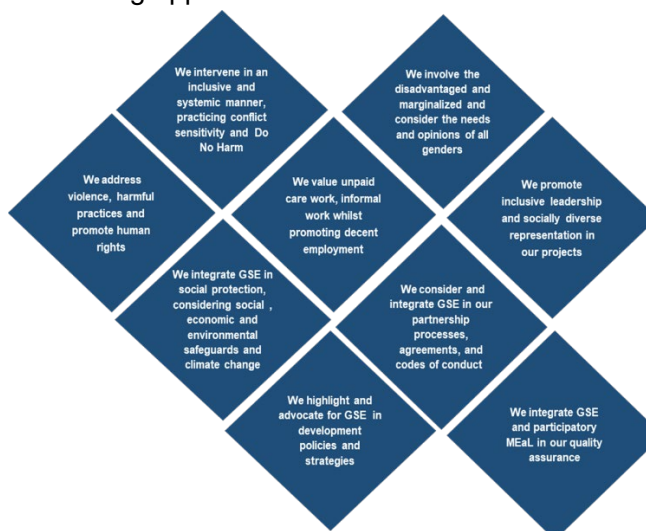 We intervene in an
inclusive and
systemic manner,
practicing conflict
sensitivity and Do
No Harm
We involve the
disadvantaged and
marginalized and
consider the needs
and opinions of all
genders
We address
violence, harmful
practices and
promote human
rights
We value unpaid
care work, informal
work whilst
promoting decent
employment
We promote
inclusive leadership
and socially diverse
representation in
our projects
We integrate GSE in
social protection,
considering social ,
economic and
environmental
safeguards and
climate change
We consider and
integrate GSE in our
partnership
processes,
agreements, and
codes of conduct
We highlight and
advocate for GSE in
development
policies and
strategies
We integrate GSE
and participatory
MEaL in our quality
assurance